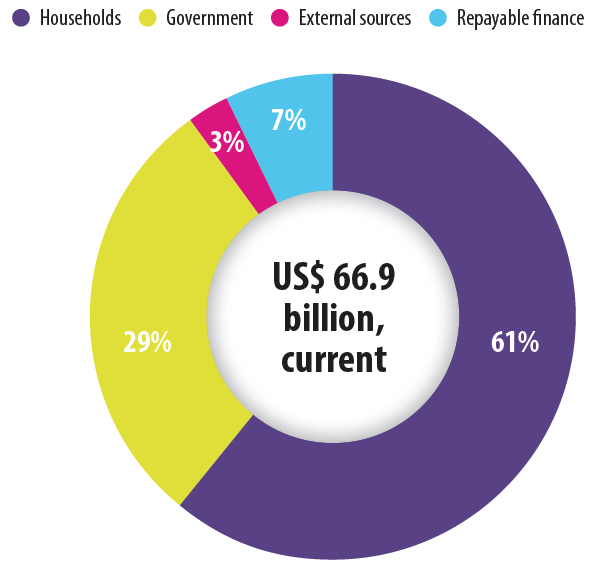 Households Government External sources Repayable finance
7%
3%
US$ 66.9
billion,
current
29%
61%